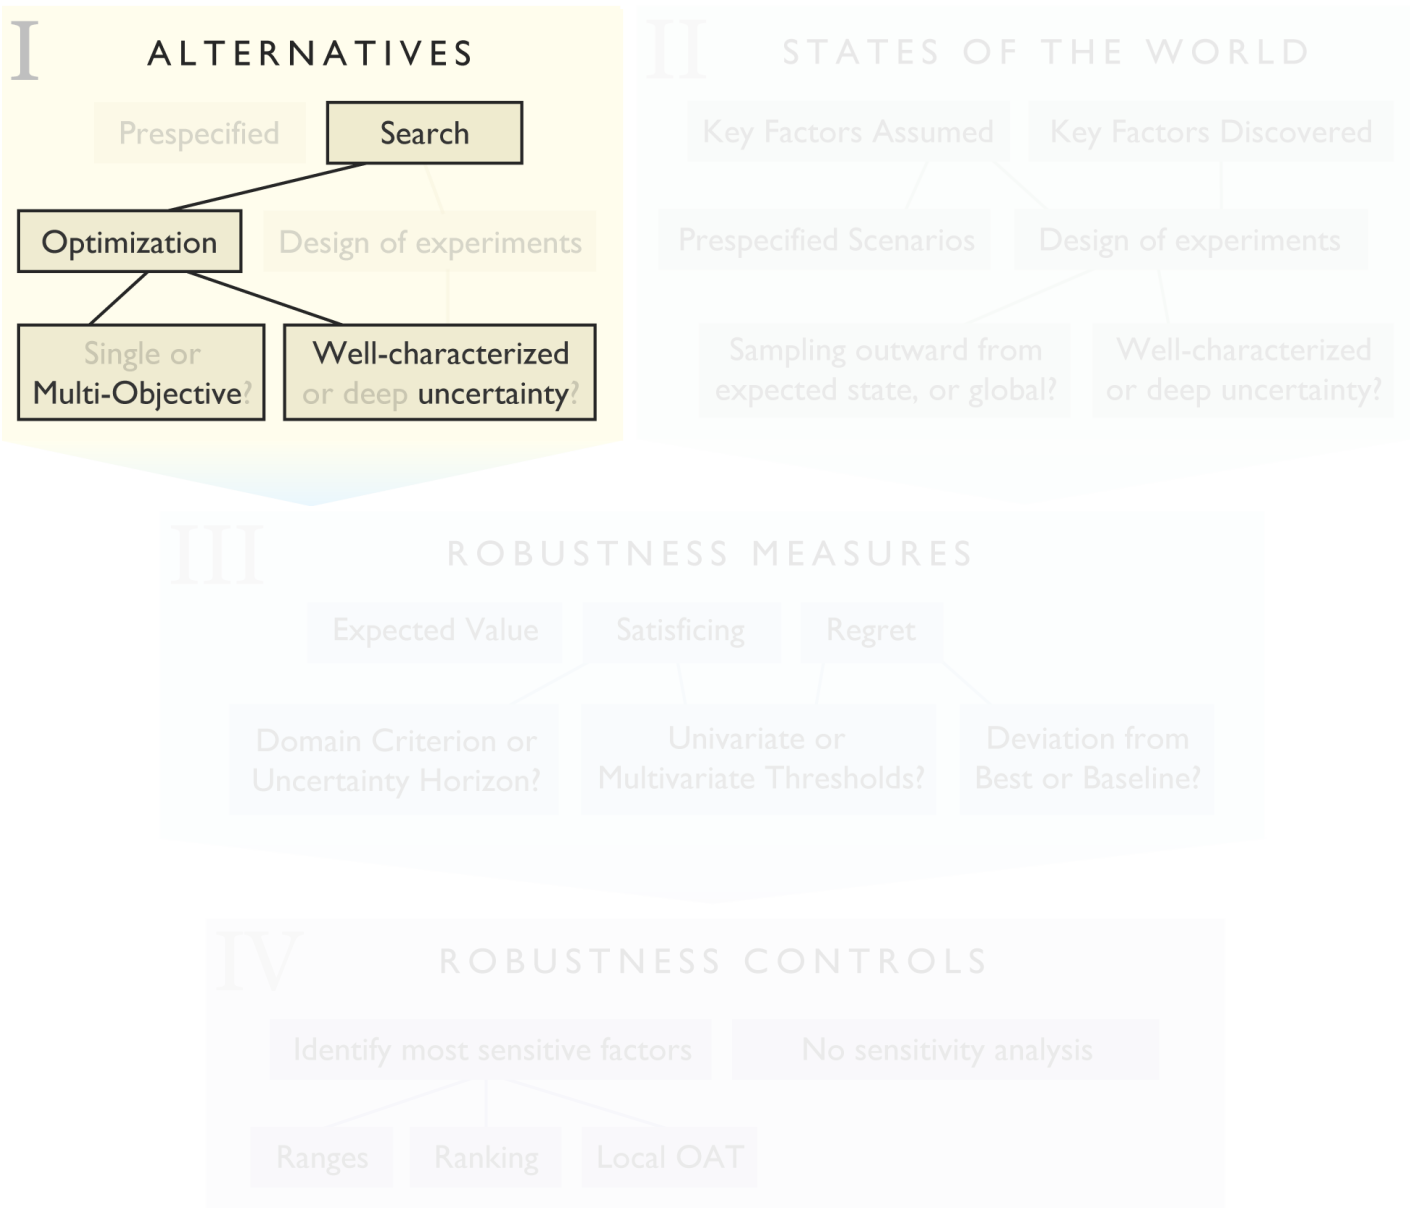 I
ALTERNATIVES
Prespecified
Search
Optimization
Design of experiments
Single or
Multi-Objective?
Well-characterized
or deep uncertainty?
II
STATES OF THE WORLD
Key Factors Assumed
Key Factors Discovered
Prespecified Scenarios
Design of experiments
Sampling outward from
expected state, or global?
Well-characterized
or deep uncertainty?
III
ROBUSTNESS MEASURES
Expected Value
Satisficing
Regret
Domain Criterion or
Uncertainty Horizon?
Univariate or
Multivariate Thresholds?
Deviation from
Best or Baseline?
IV
ROBUSTNESS CONTROLS
Identify most sensitive factors
No sensitivity analysis
Ranges
Ranking
Local OAT